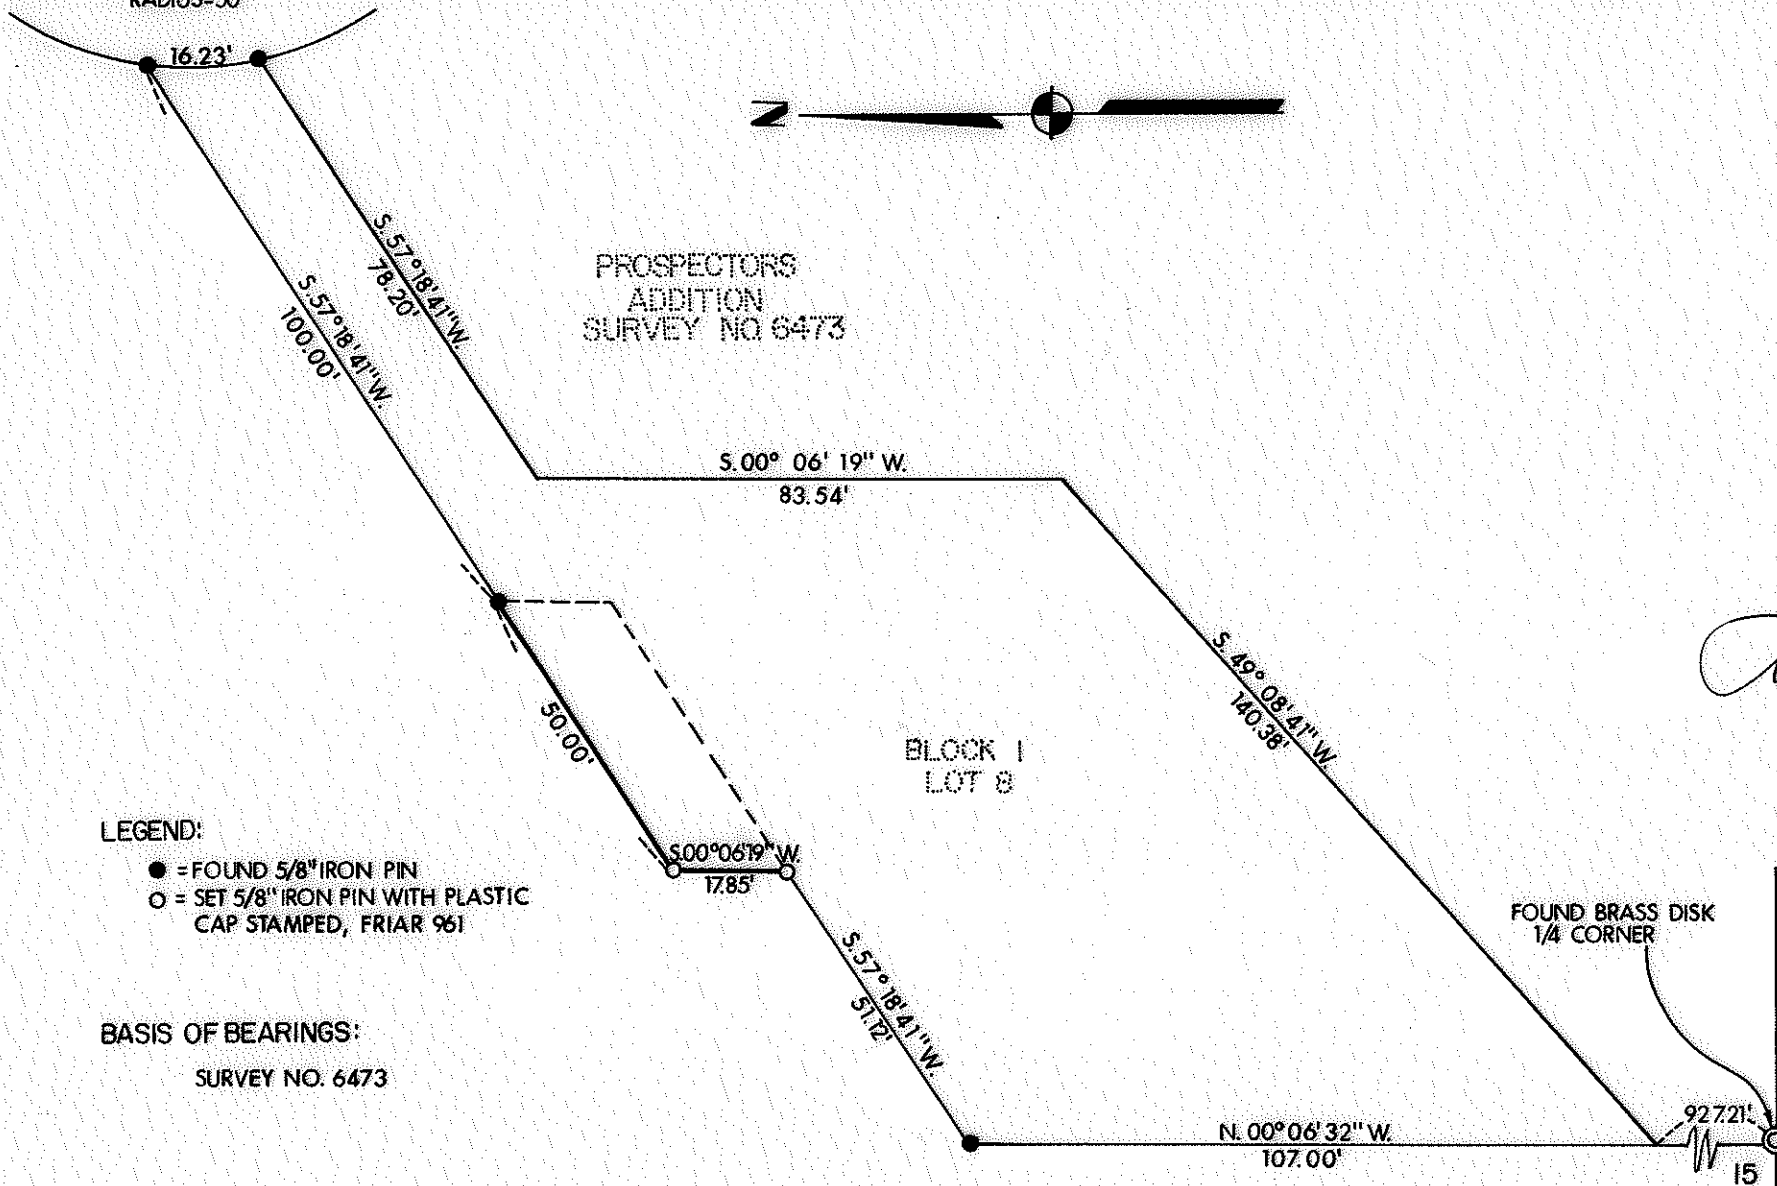 RADIUS=50'
16.23'
N
S. 57° 18' 41" W.
78.20'
S. 57° 18' 41" W.
100.00'
PROSPECTORS
ADDITION
SURVEY NO. 6473
S. 00° 06' 19" W.
83.54'
S. 49° 08' 41" W.
140.38'
50.00'
BLOCK 1
LOT 8
LEGEND:
= FOUND 5/8" IRON PIN
= SET 5/8" IRON PIN WITH PLASTIC
CAP STAMPED, FRIAR 961
S.00°06'19" W.
17.85'
S. 57° 18' 41" W.
51.12'
FOUND BRASS DISK
1/4 CORNER
BASIS OF BEARINGS:
SURVEY NO. 6473
N. 00° 06' 32" W.
107.00'
927.21'
15